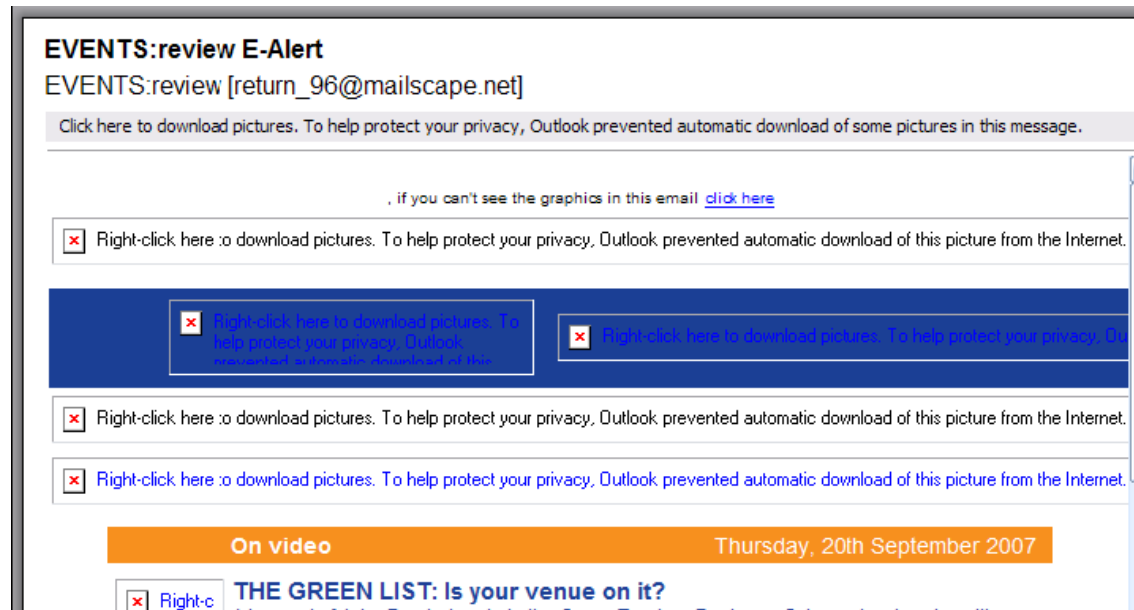 EVENTS:review E-Alert
EVENTS:review [return_96@mailscape.net]
Click here to download pictures. To help protect your privacy, Outlook prevented automatic download of some pictures in this message.
, if you can't see the graphics in this email click here
Right-click here :o download pictures. To help protect your privacy, Outlook prevented automatic download of this picture from the Internet.
Right-click here to download pictures. To
help protect your privacy, Outlook
prevented automatic download of this
Right-click here to download pictures. To help protect your privacy, Ou
Right-click here :o download pictures. To help protect your privacy, Outlook prevented automatic download of this picture from the Internet.
Right-click here :o download pictures. To help protect your privacy, Outlook prevented automatic download of this picture from the Internet.
On video Thursday, 20th September 2007
Right-c
THE GREEN LIST: Is your venue on it?